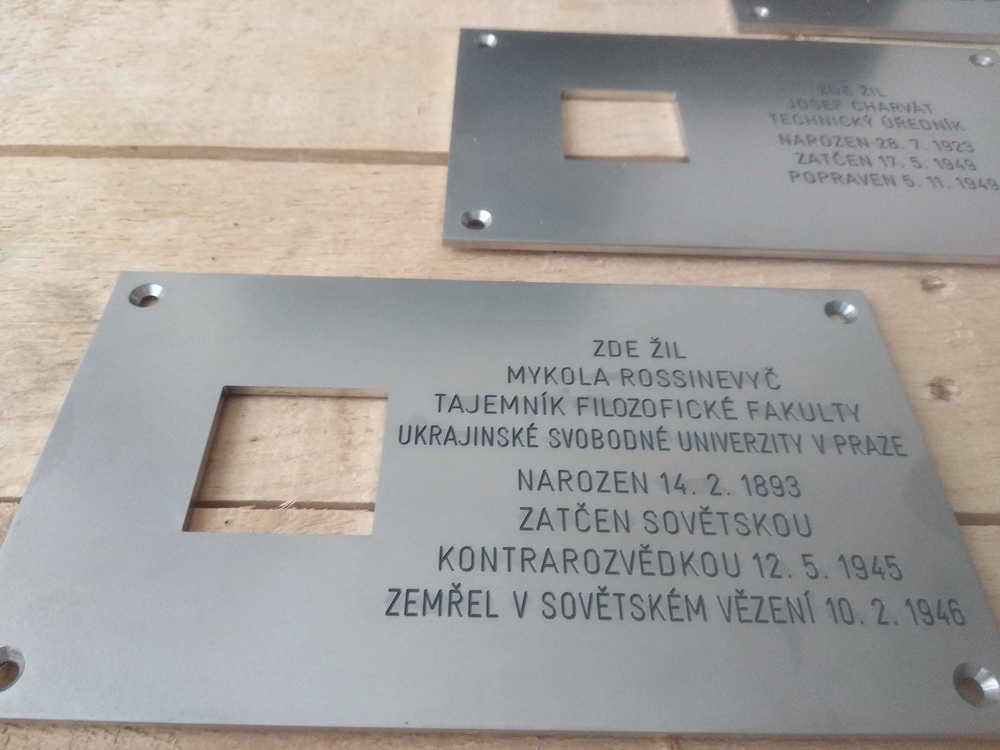 ZDE ŽIL
JOSEF CHARVÁT
TECHNICKÝ ÚŘEDNÍK
NAROZEN 28. 7. 1923
ZATČEN 17. 5. 1949
POPRAVEN 5. 11. 1949
ZDE ŽIL
MYKOLA ROSSINEVYČ
TAJEMNÍK FILOZOFICKÉ FAKULTY
UKRAJINSKÉ SVOBODNÉ UNIVERZITY V PRAZE
NAROZEN 14. 2. 1893
ZATČEN SOVĚTSKOU
KONTRAROZVĚDKOU 12. 5. 1945
ZEMŘEL V SOVĚTSKÉM VĚZENÍ 10. 2. 1946